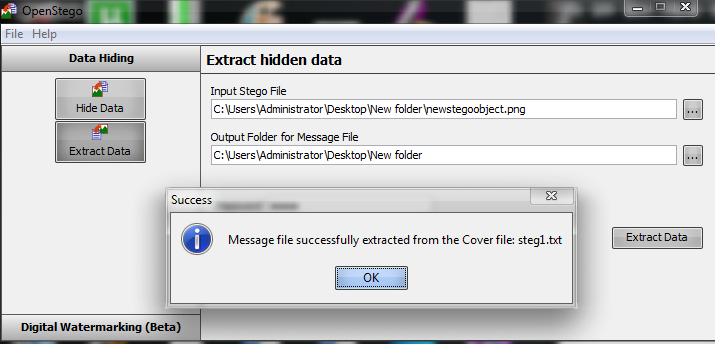 OpenStego
File Help
Data Hiding
Hide Data
Extract Data
Digital Watermarking (Beta)
Extract hidden data
Input Stego File
C:\Users\Administrator\Desktop\New folder\newstegoobject.png
...
Output Folder for Message File
C:\Users\Administrator\Desktop\New folder
...
Extract Data
Success
Message file successfully extracted from the Cover file: steg1.txt
OK